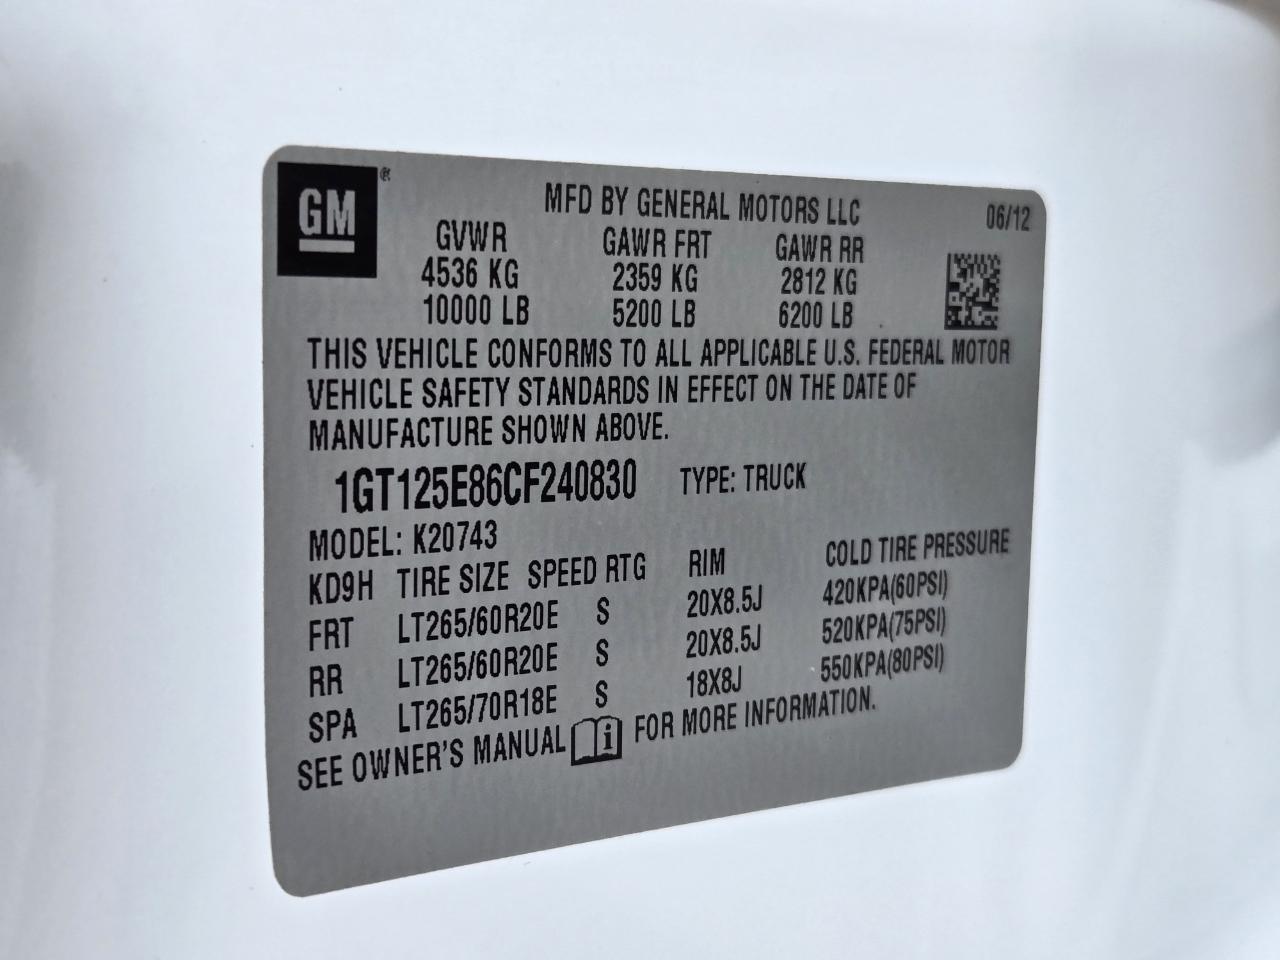 GM®
MFD BY GENERAL MOTORS LLC 06/12
GVWR GAWR FRT GAWR RR
4536 KG 2359 KG 2812 KG
10000 LB 5200 LB 6200 LB
THIS VEHICLE CONFORMS TO ALL APPLICABLE U.S. FEDERAL MOTOR
VEHICLE SAFETY STANDARDS IN EFFECT ON THE DATE OF
MANUFACTURE SHOWN ABOVE.
1GT125E86CF240830 TYPE: TRUCK
MODEL: K20743
KD9H TIRE SIZE SPEED RTG RIM COLD TIRE PRESSURE
FRT LT265/60R20E S 20X8.5J 420KPA(60PSI)
RR LT265/60R20E S 20X8.5J 520KPA(75PSI)
SPA LT265/70R18E S 18X8J 550KPA(80PSI)
SEE OWNER'S MANUAL i FOR MORE INFORMATION.